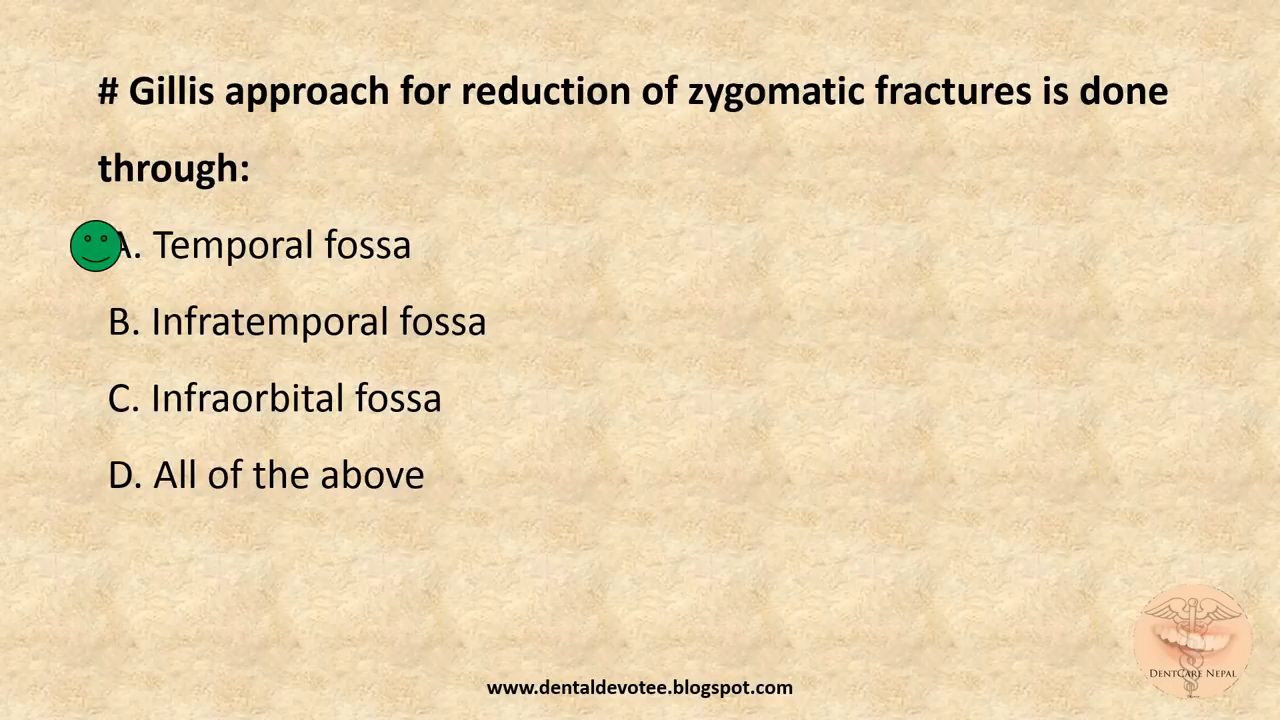 # Gillis approach for reduction of zygomatic fractures is done
through:
A. Temporal fossa
B. Infratemporal fossa
C. Infraorbital fossa
D. All of the above
DentCare Nepal
www.dentaldevotee.blogspot.com